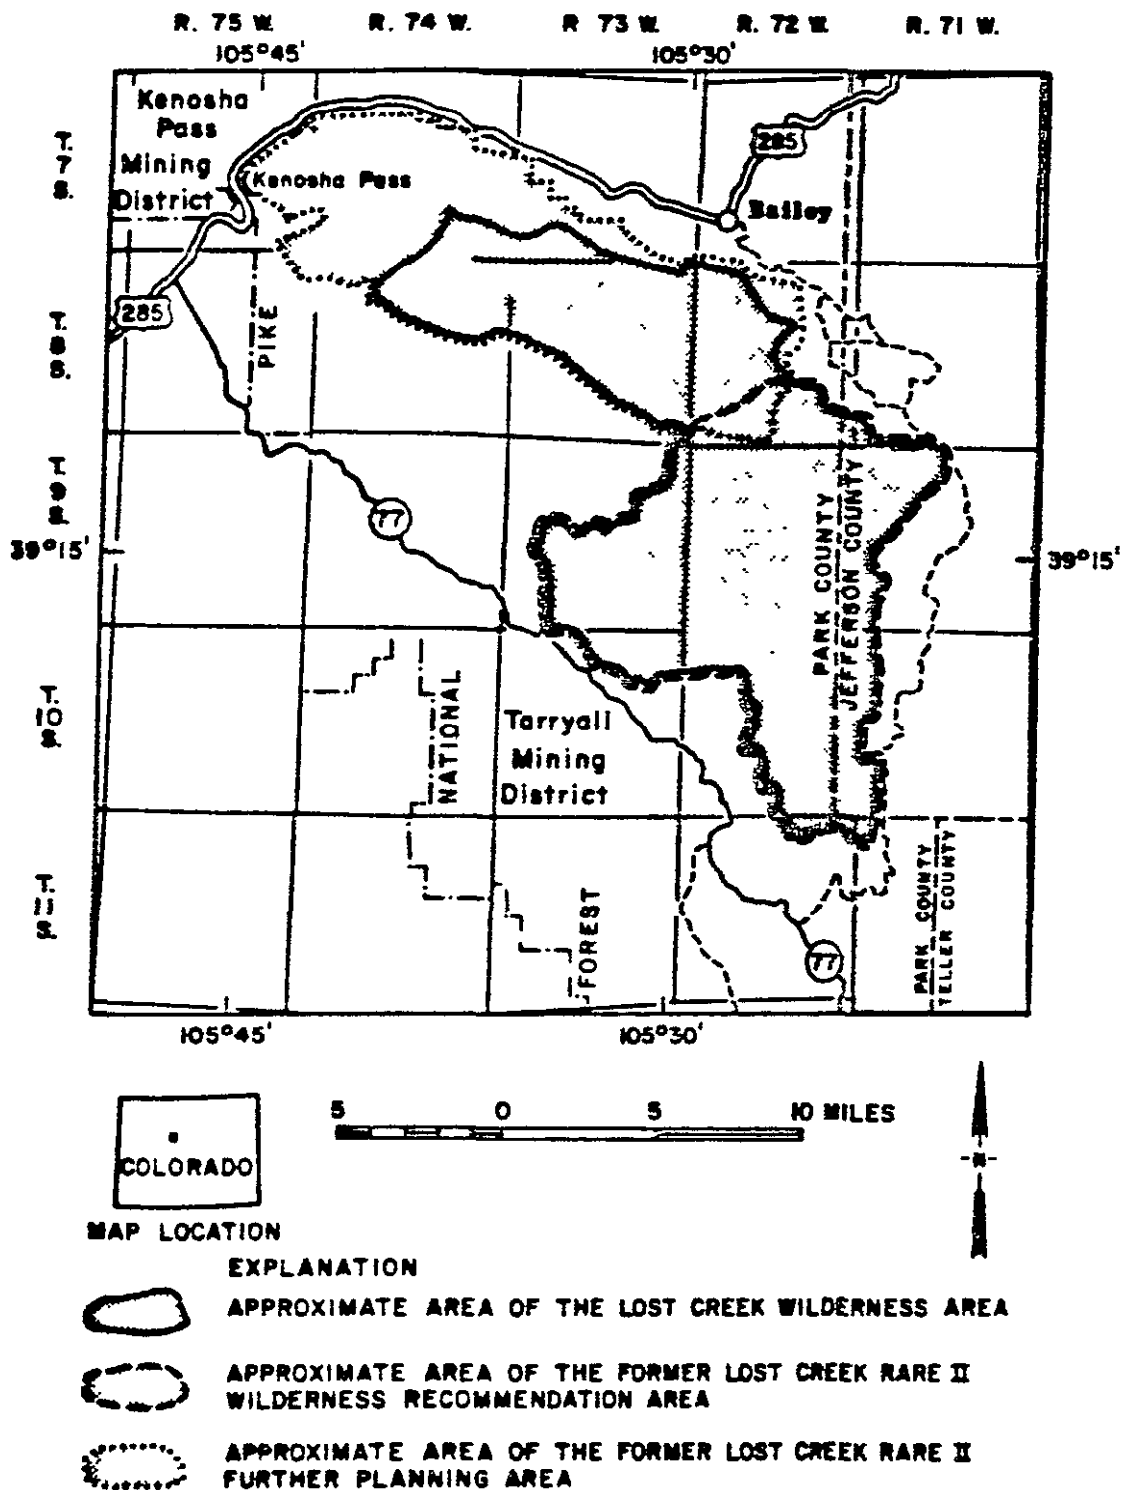 R. 75 W. R. 74 W. R. 73 W. R. 72 W. R. 71 W.
105°45' 105°30'
Kenosha
Pass
Mining
District
Kenosha Pass
285
Bailey
T.
7
S.
285
T.
8
S.
PIKE
T.
9
S.
77
39°15' 39°15'
PARK COUNTY
JEFFERSON COUNTY
T.
10
S.
NATIONAL
Tarryall
Mining
District
T.
11
S.
FOREST
PARK COUNTY
TELLER COUNTY
77
105°45' 105°30'
5 0 5 10 MILES
N
COLORADO
MAP LOCATION
EXPLANATION
APPROXIMATE AREA OF THE LOST CREEK WILDERNESS AREA
APPROXIMATE AREA OF THE FORMER LOST CREEK RARE II
WILDERNESS RECOMMENDATION AREA
APPROXIMATE AREA OF THE FORMER LOST CREEK RARE II
FURTHER PLANNING AREA